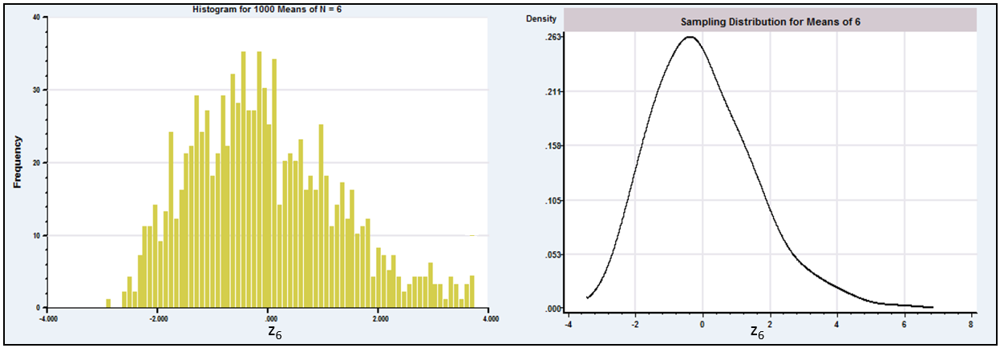 Histogram for 1000 Means of N = 6
Frequency
40
30
20
10
0
-4.000 -2.000 .000 2.000 4.000
z6
Density
Sampling Distribution for Means of 6
.263
.211
.158
.105
.053
.000
-4 -2 0 2 4 6 8
z6